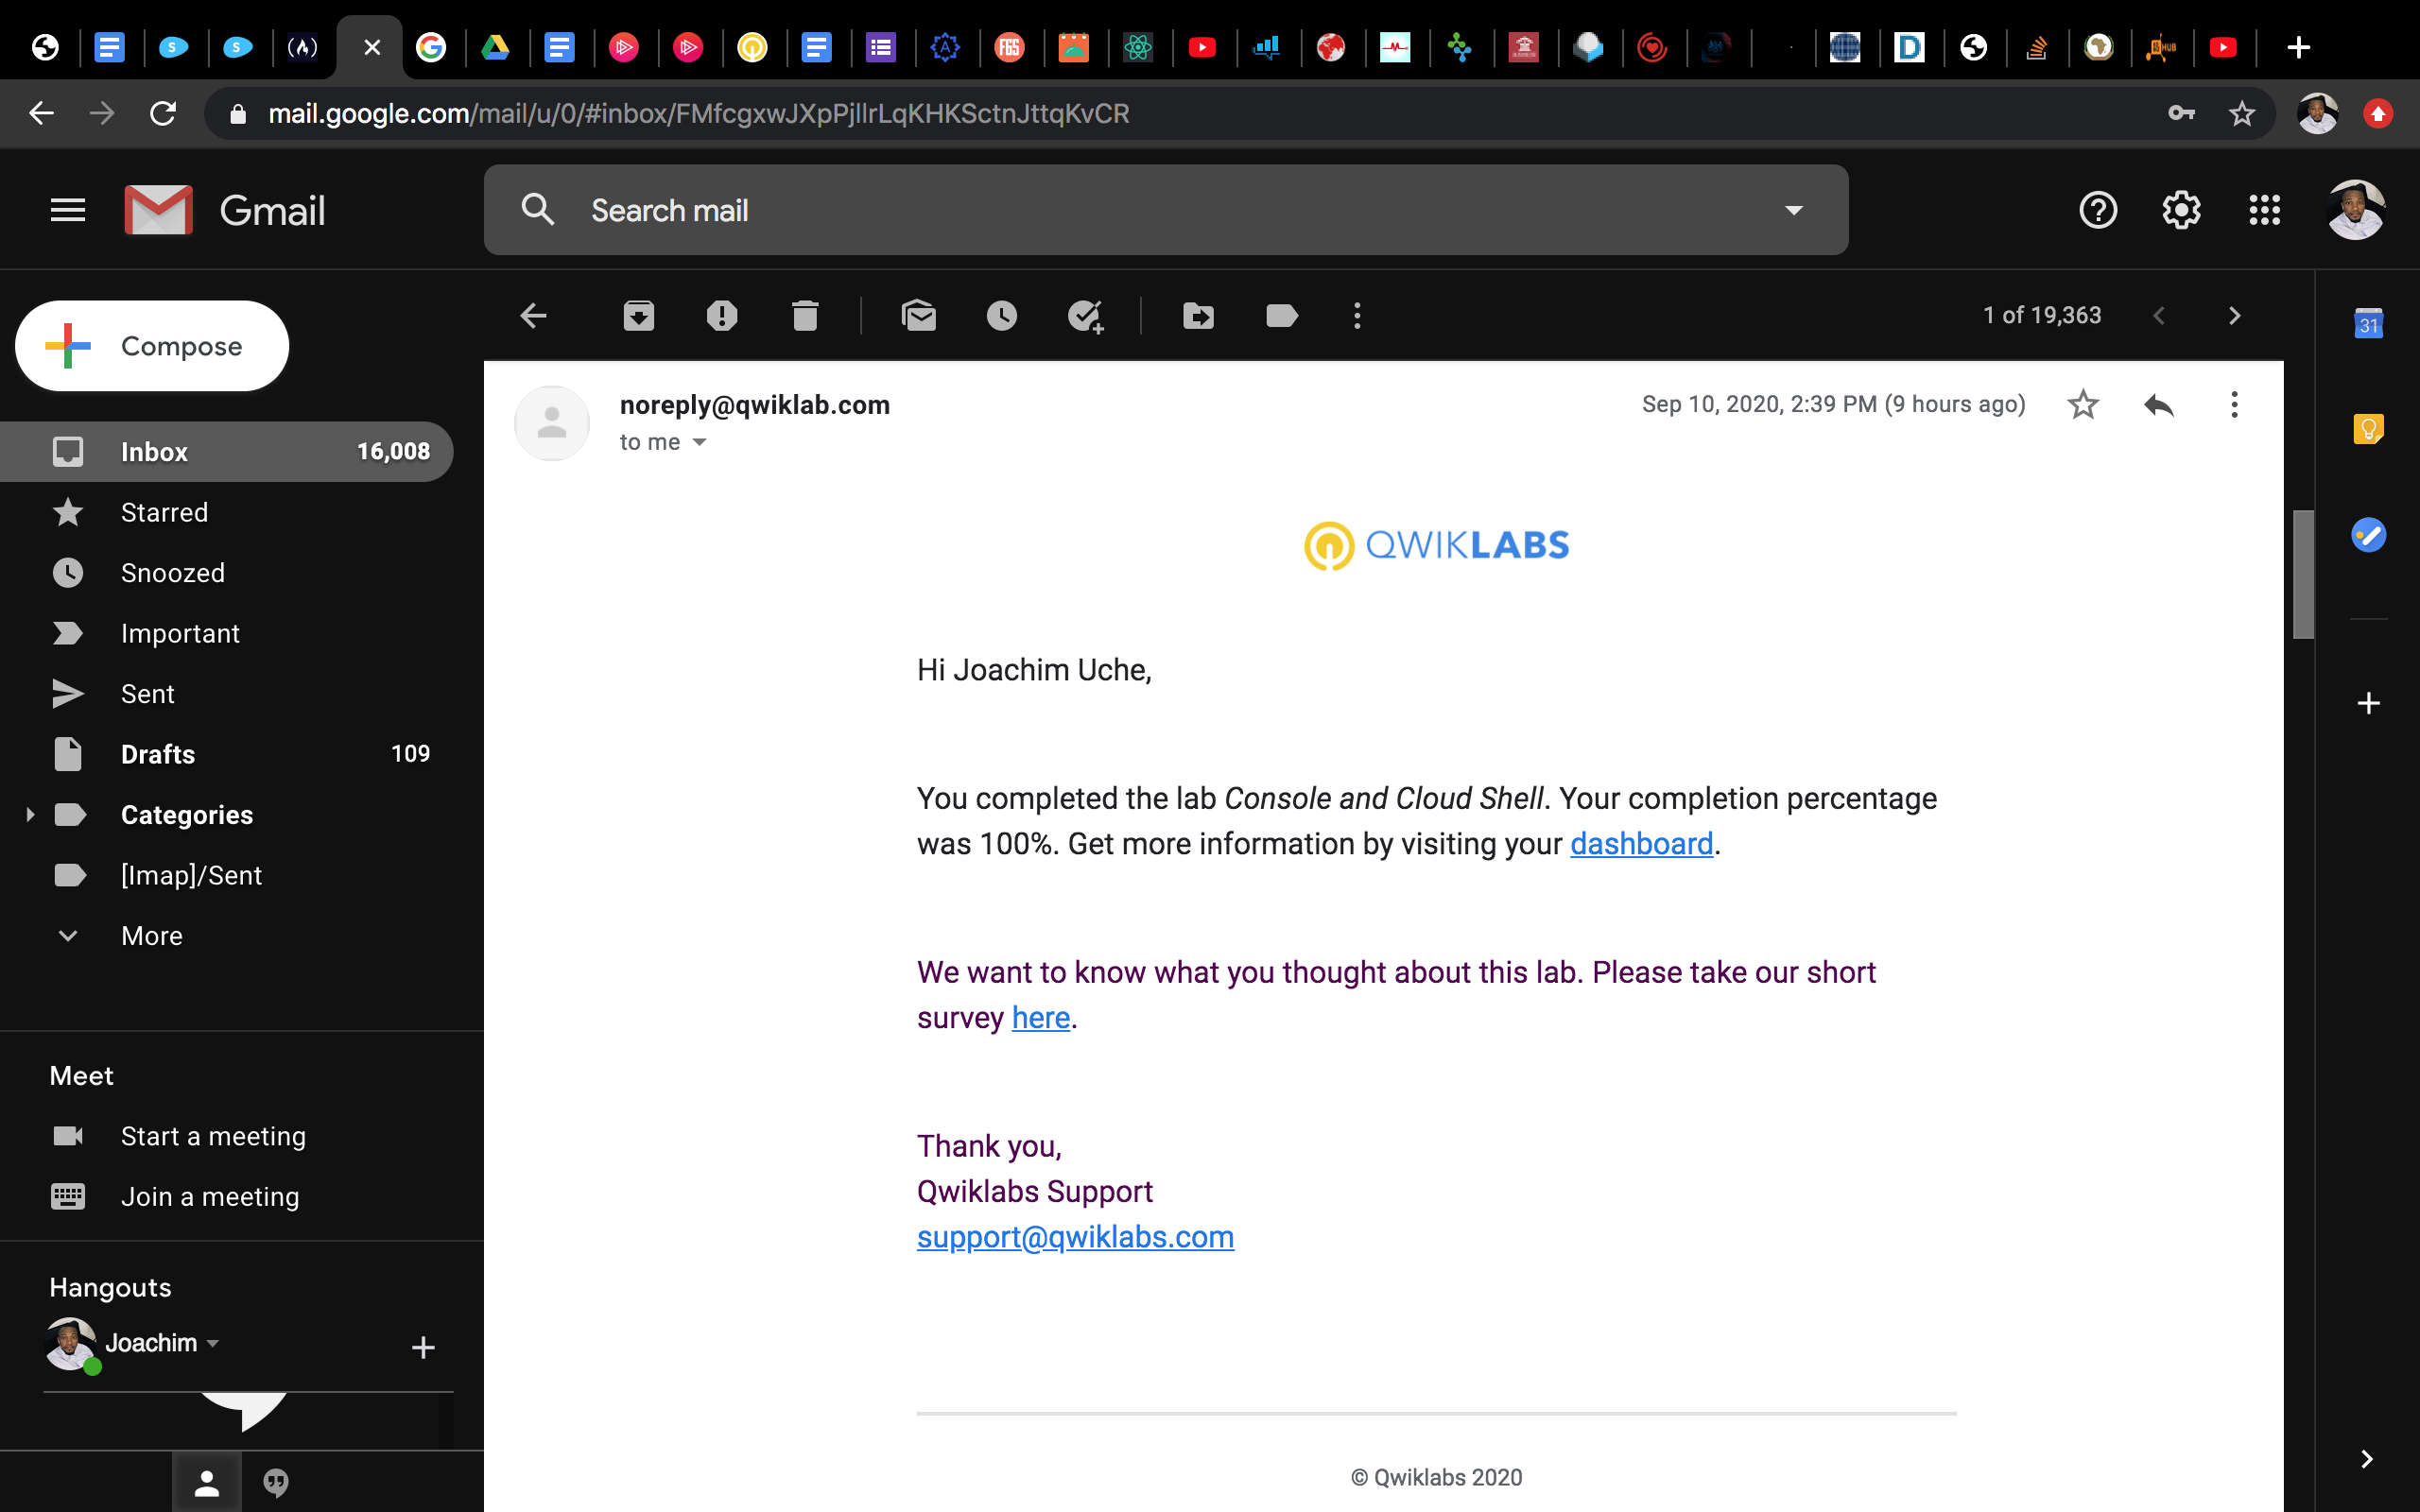 mail.google.com/mail/u/0/#inbox/FMfcgxwJXpPjllrLqKHKSctnJttqKvCR
Gmail
Search mail
Compose
1 of 19,363
31
noreply@qwiklab.com
Sep 10, 2020, 2:39 PM (9 hours ago)
to me
Inbox 16,008
Starred
Snoozed
Important
Sent
Drafts 109
Categories
[Imap]/Sent
More
QWIKLABS
Hi Joachim Uche,
You completed the lab Console and Cloud Shell. Your completion percentage
was 100%. Get more information by visiting your dashboard.
We want to know what you thought about this lab. Please take our short
survey here.
Thank you,
Qwiklabs Support
support@qwiklabs.com
© Qwiklabs 2020
Meet
Start a meeting
Join a meeting
Hangouts
Joachim